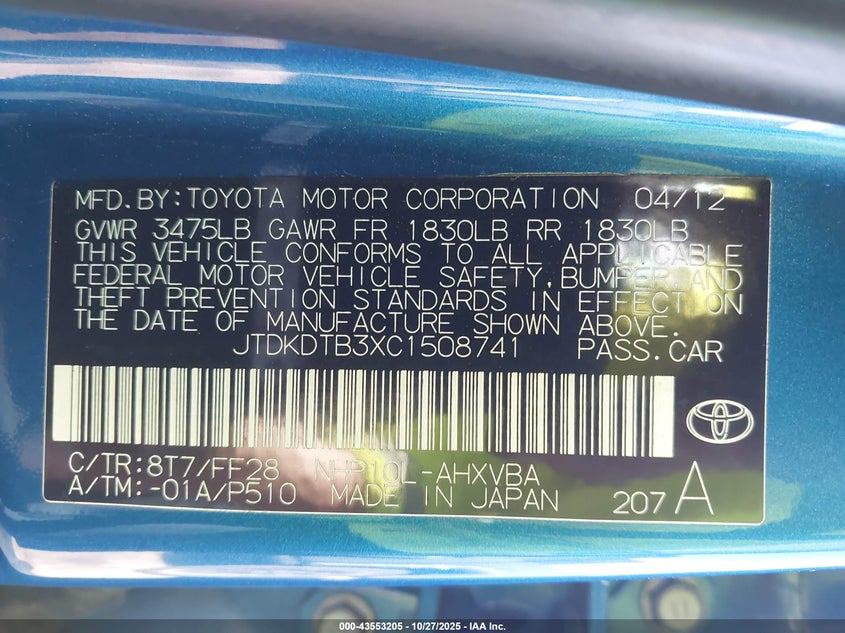 MFD.BY:TOYOTA MOTOR CORPORATION 04/12
GVWR 3475LB GAWR FR 1830LB RR 1830LB
THIS VEHICLE CONFORMS TO ALL APPLICABLE
FEDERAL MOTOR VEHICLE SAFETY,BUMPER,AND
THEFT PREVENTION STANDARDS IN EFFECT ON
THE DATE OF MANUFACTURE SHOWN ABOVE.
JTDKDTB3XC1508741 PASS.CAR
C/TR:8T7/FF28 NHP10L-AHXVBA
A/TM:-01A/P510 MADE IN JAPAN 207 A
000-43553205 - 10/27/2025 - IAA Inc.